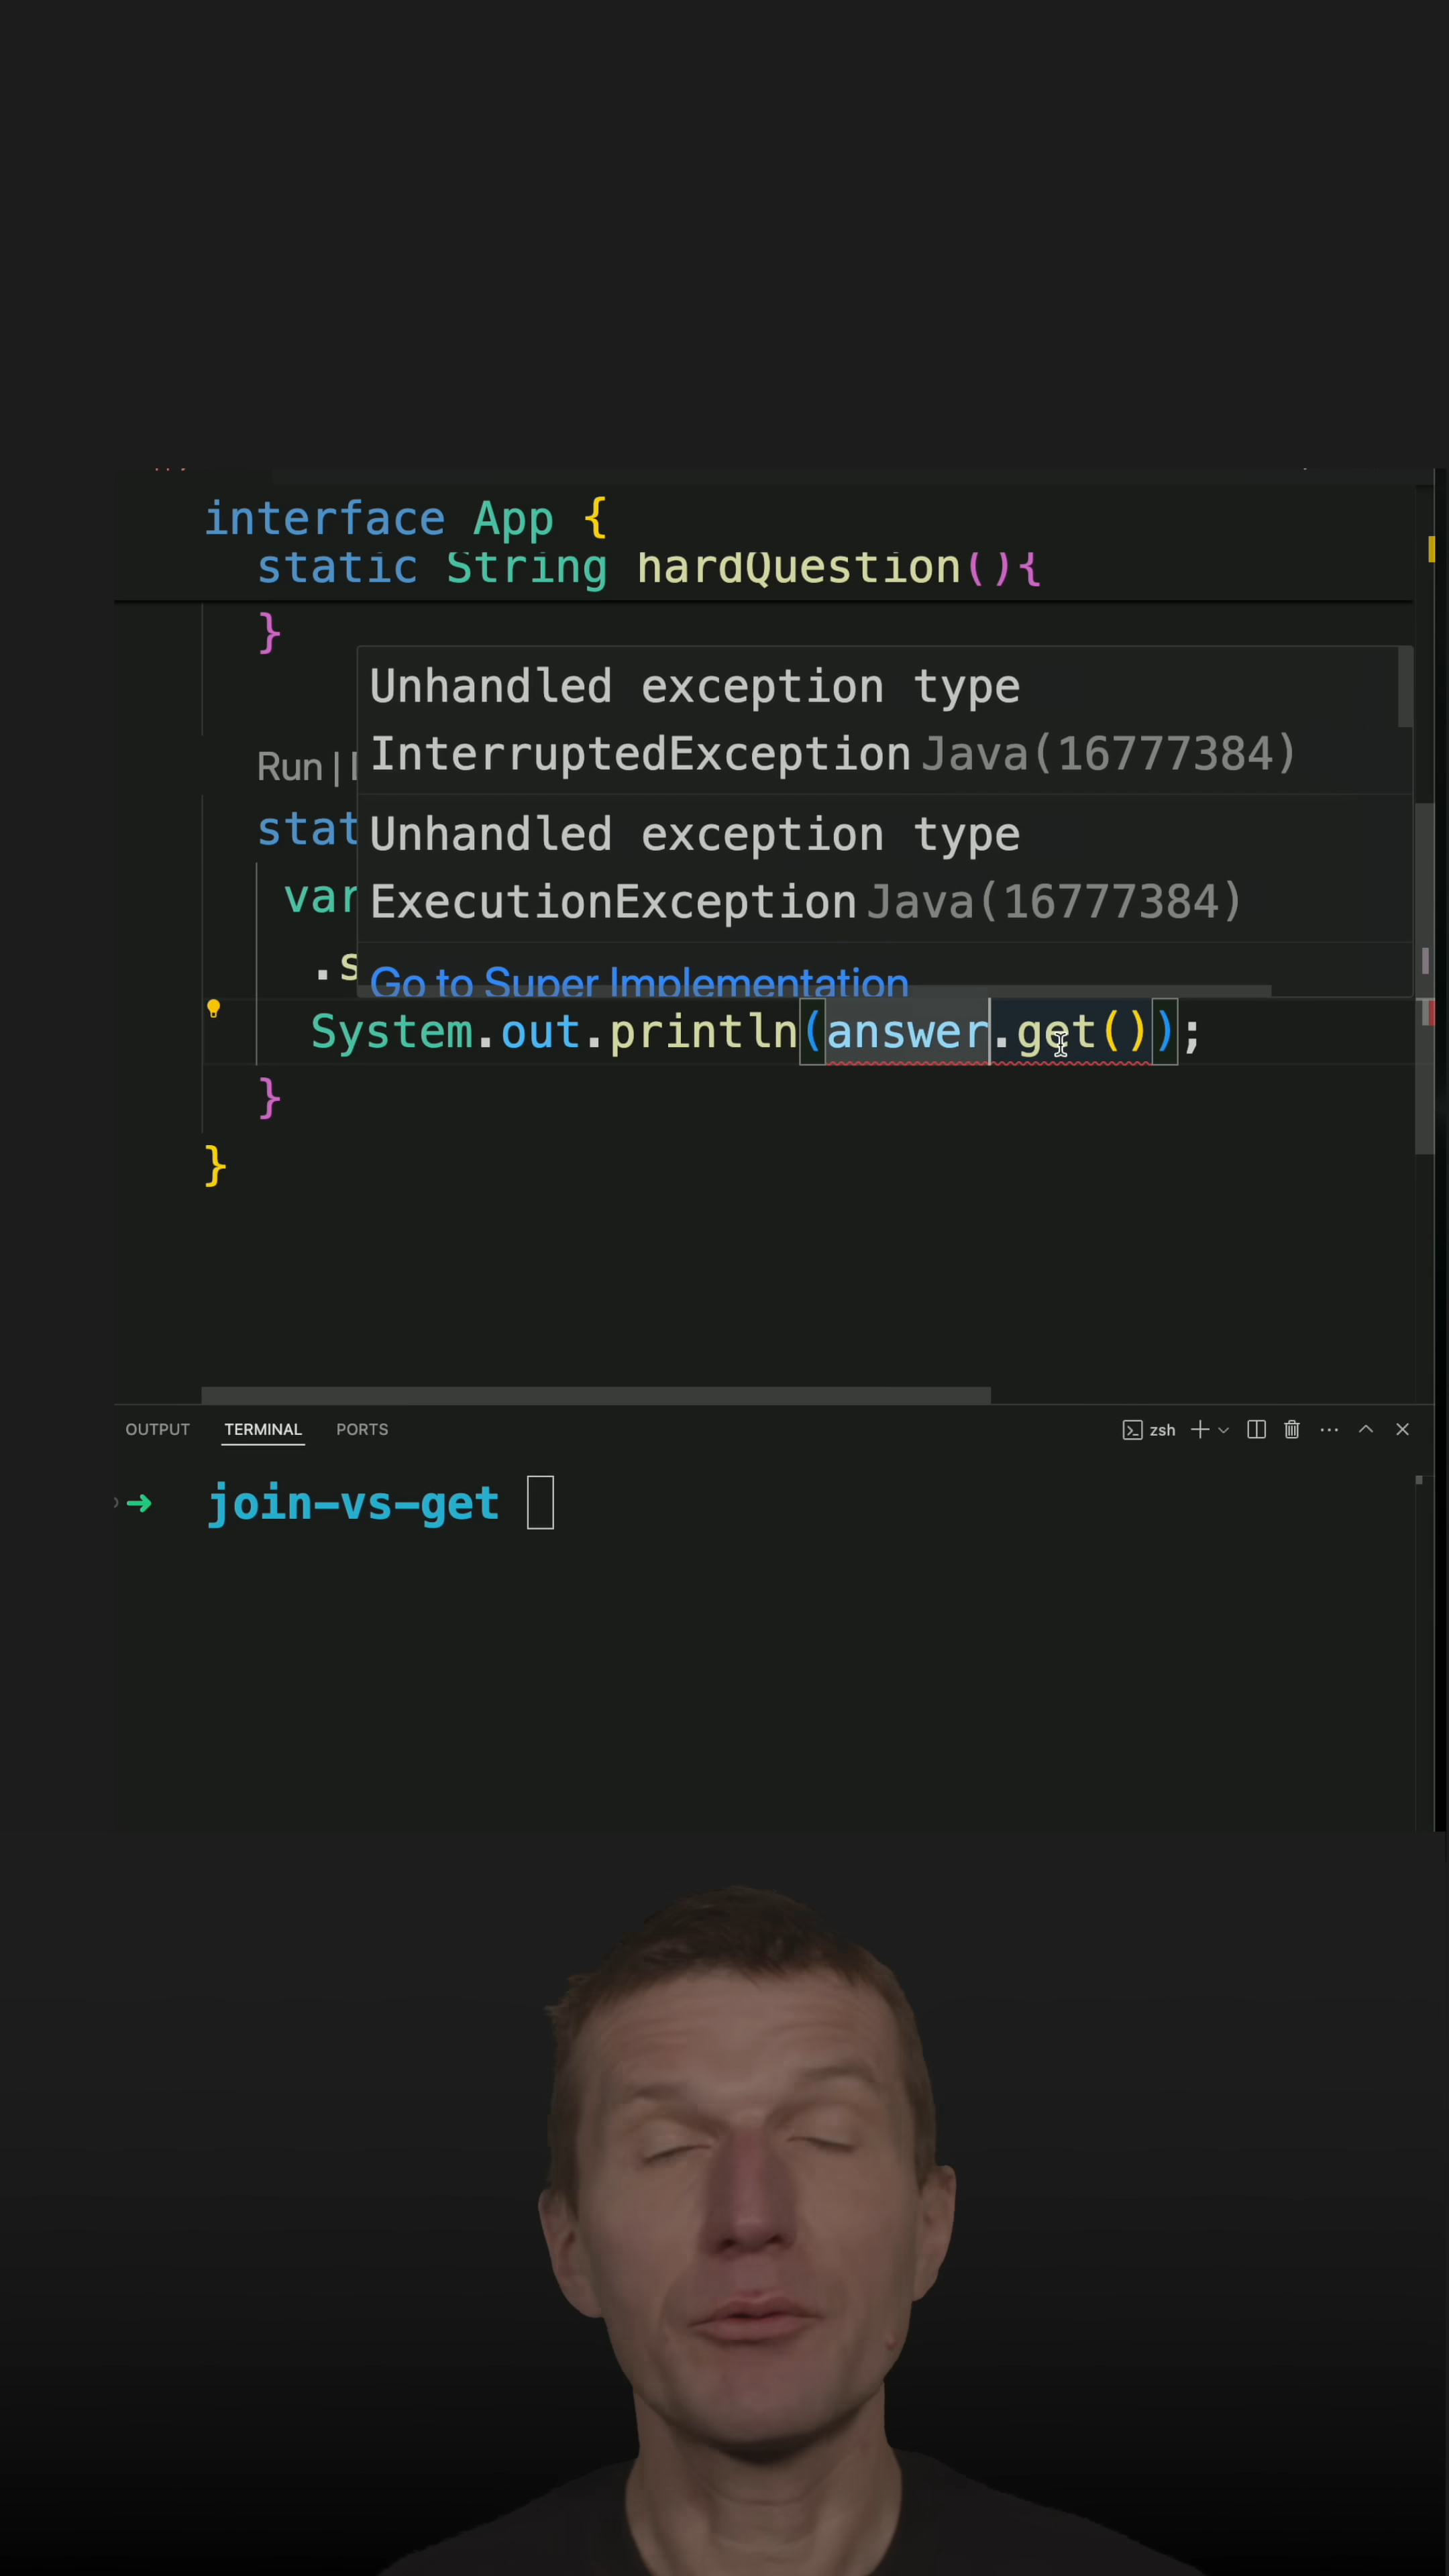 interface App {
static String hardQuestion(){
}
Unhandled exception type
InterruptedException Java(16777384)
Run|
stat
Unhandled exception type
var
ExecutionException Java(16777384)
.s
Go to Super Implementation
System.out.println(answer.get());
}
}
OUTPUT TERMINAL PORTS zsh
join-vs-get